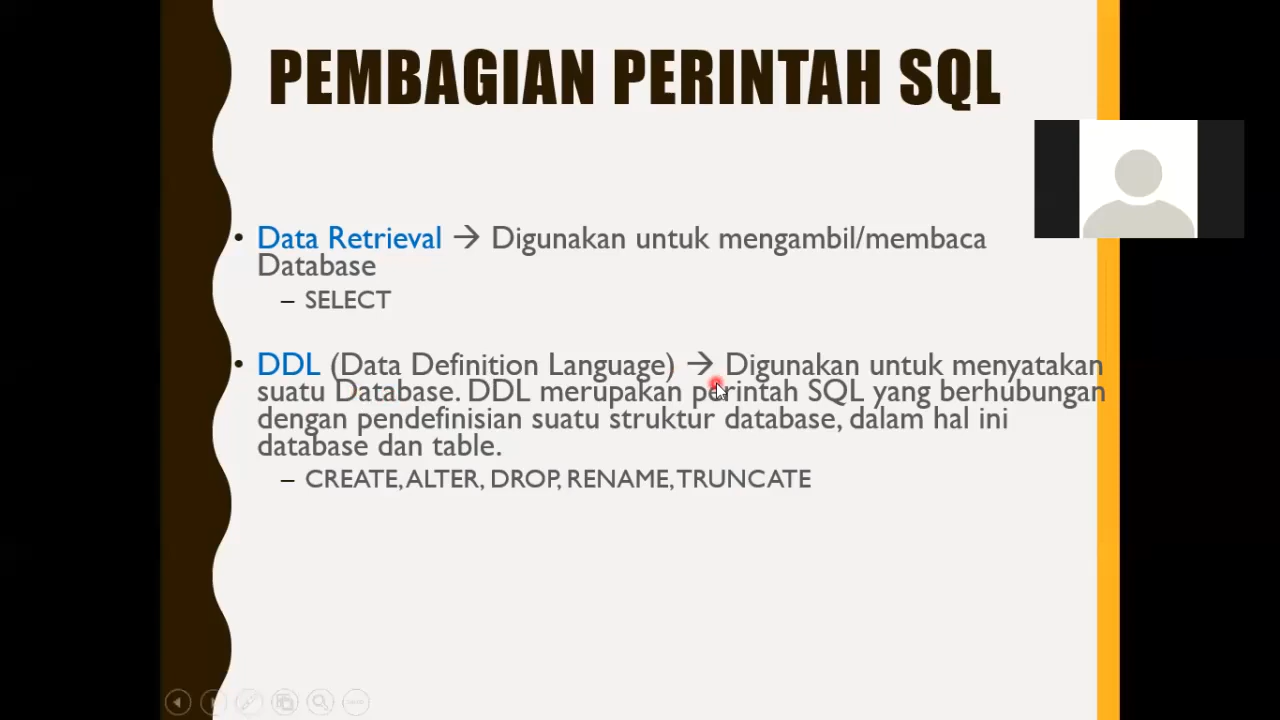 PEMBAGIAN PERINTAH SQL
• Data Retrieval → Digunakan untuk mengambil/membaca
Database
– SELECT
• DDL (Data Definition Language) → Digunakan untuk menyatakan
suatu Database. DDL merupakan perintah SQL yang berhubungan
dengan pendefinisian suatu struktur database, dalam hal ini
database dan table.
– CREATE, ALTER, DROP, RENAME, TRUNCATE